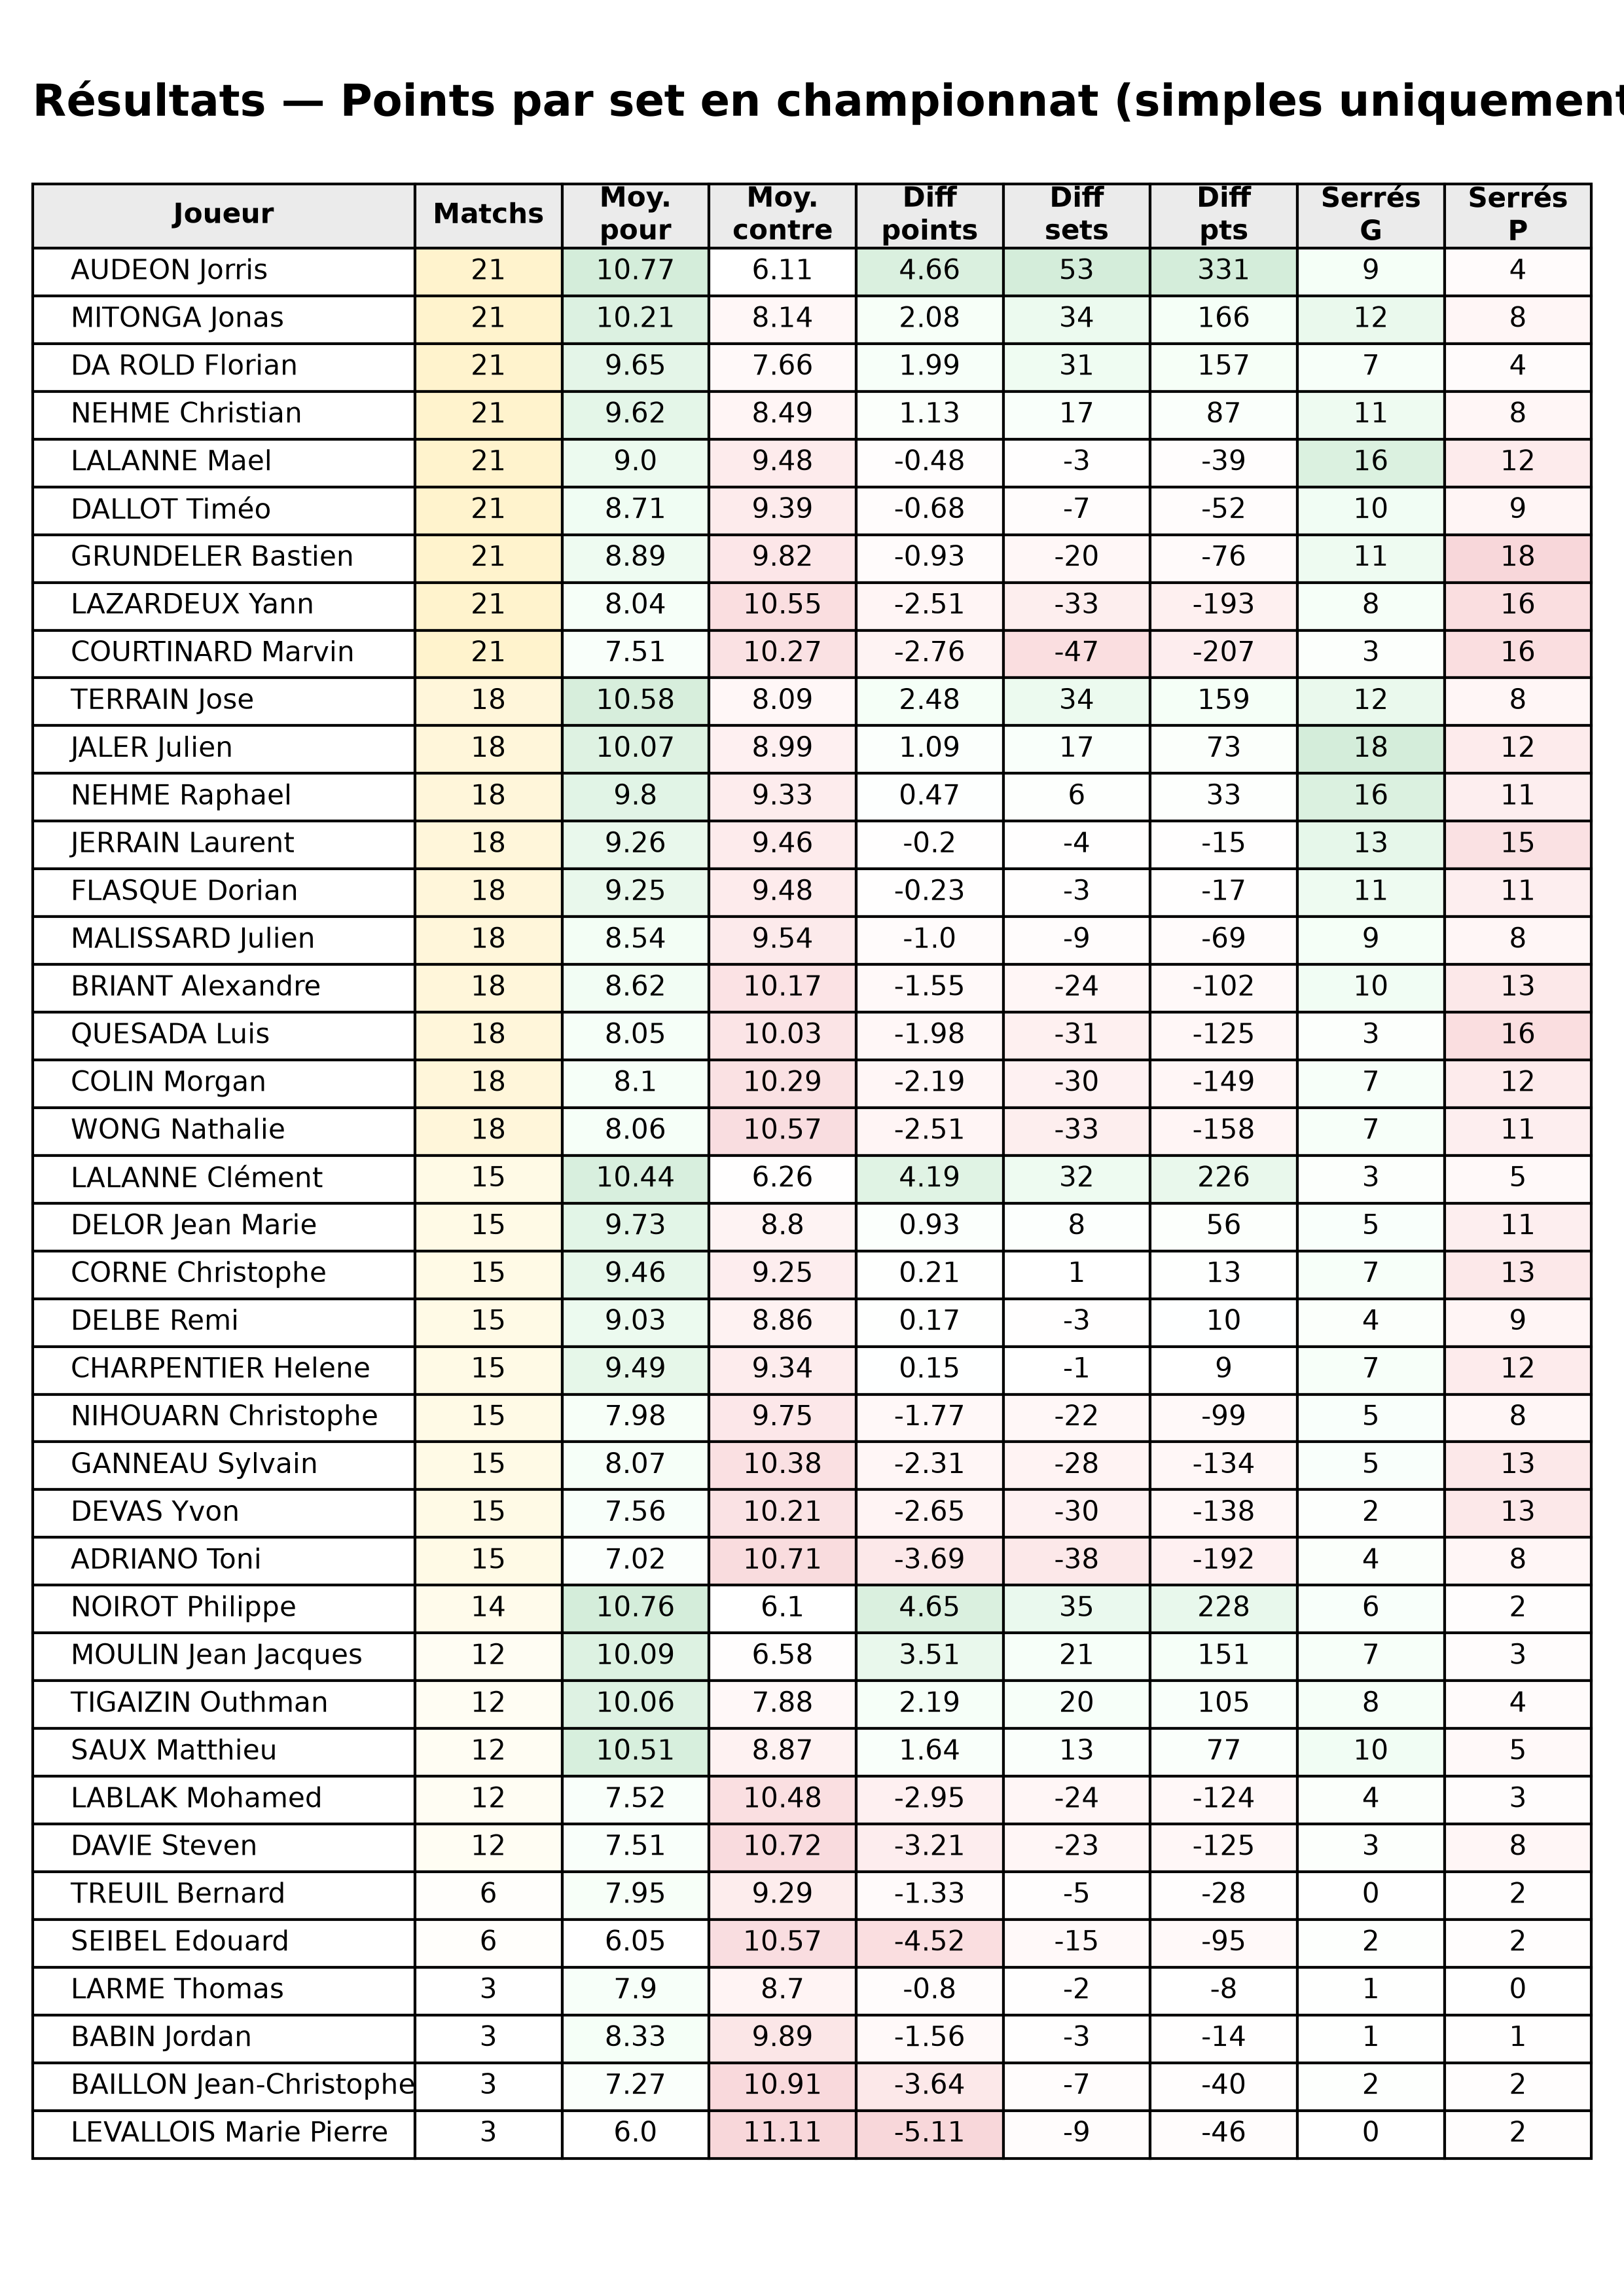 Résultats — Points par set en championnat (simples uniquement
Joueur Matchs Moy. pour Moy. contre Diff points Diff sets Diff pts Serrés G Serrés P
AUDEON Jorris 21 10.77 6.11 4.66 53 331 9 4
MITONGA Jonas 21 10.21 8.14 2.08 34 166 12 8
DA ROLD Florian 21 9.65 7.66 1.99 31 157 7 4
NEHME Christian 21 9.62 8.49 1.13 17 87 11 8
LALANNE Mael 21 9.0 9.48 -0.48 -3 -39 16 12
DALLOT Timéo 21 8.71 9.39 -0.68 -7 -52 10 9
GRUNDELER Bastien 21 8.89 9.82 -0.93 -20 -76 11 18
LAZARDEUX Yann 21 8.04 10.55 -2.51 -33 -193 8 16
COURTINARD Marvin 21 7.51 10.27 -2.76 -47 -207 3 16
TERRAIN Jose 18 10.58 8.09 2.48 34 159 12 8
JALER Julien 18 10.07 8.99 1.09 17 73 18 12
NEHME Raphael 18 9.8 9.33 0.47 6 33 16 11
JERRAIN Laurent 18 9.26 9.46 -0.2 -4 -15 13 15
FLASQUE Dorian 18 9.25 9.48 -0.23 -3 -17 11 11
MALISSARD Julien 18 8.54 9.54 -1.0 -9 -69 9 8
BRIANT Alexandre 18 8.62 10.17 -1.55 -24 -102 10 13
QUESADA Luis 18 8.05 10.03 -1.98 -31 -125 3 16
COLIN Morgan 18 8.1 10.29 -2.19 -30 -149 7 12
WONG Nathalie 18 8.06 10.57 -2.51 -33 -158 7 11
LALANNE Clément 15 10.44 6.26 4.19 32 226 3 5
DELOR Jean Marie 15 9.73 8.8 0.93 8 56 5 11
CORNE Christophe 15 9.46 9.25 0.21 1 13 7 13
DELBE Remi 15 9.03 8.86 0.17 -3 10 4 9
CHARPENTIER Helene 15 9.49 9.34 0.15 -1 9 7 12
NIHOUARN Christophe 15 7.98 9.75 -1.77 -22 -99 5 8
GANNEAU Sylvain 15 8.07 10.38 -2.31 -28 -134 5 13
DEVAS Yvon 15 7.56 10.21 -2.65 -30 -138 2 13
ADRIANO Toni 15 7.02 10.71 -3.69 -38 -192 4 8
NOIROT Philippe 14 10.76 6.1 4.65 35 228 6 2
MOULIN Jean Jacques 12 10.09 6.58 3.51 21 151 7 3
TIGAIZIN Outhman 12 10.06 7.88 2.19 20 105 8 4
SAUX Matthieu 12 10.51 8.87 1.64 13 77 10 5
LABLAK Mohamed 12 7.52 10.48 -2.95 -24 -124 4 3
DAVIE Steven 12 7.51 10.72 -3.21 -23 -125 3 8
TREUIL Bernard 6 7.95 9.29 -1.33 -5 -28 0 2
SEIBEL Edouard 6 6.05 10.57 -4.52 -15 -95 2 2
LARME Thomas 3 7.9 8.7 -0.8 -2 -8 1 0
BABIN Jordan 3 8.33 9.89 -1.56 -3 -14 1 1
BAILLON Jean-Christophe 3 7.27 10.91 -3.64 -7 -40 2 2
LEVALLOIS Marie Pierre 3 6.0 11.11 -5.11 -9 -46 0 2